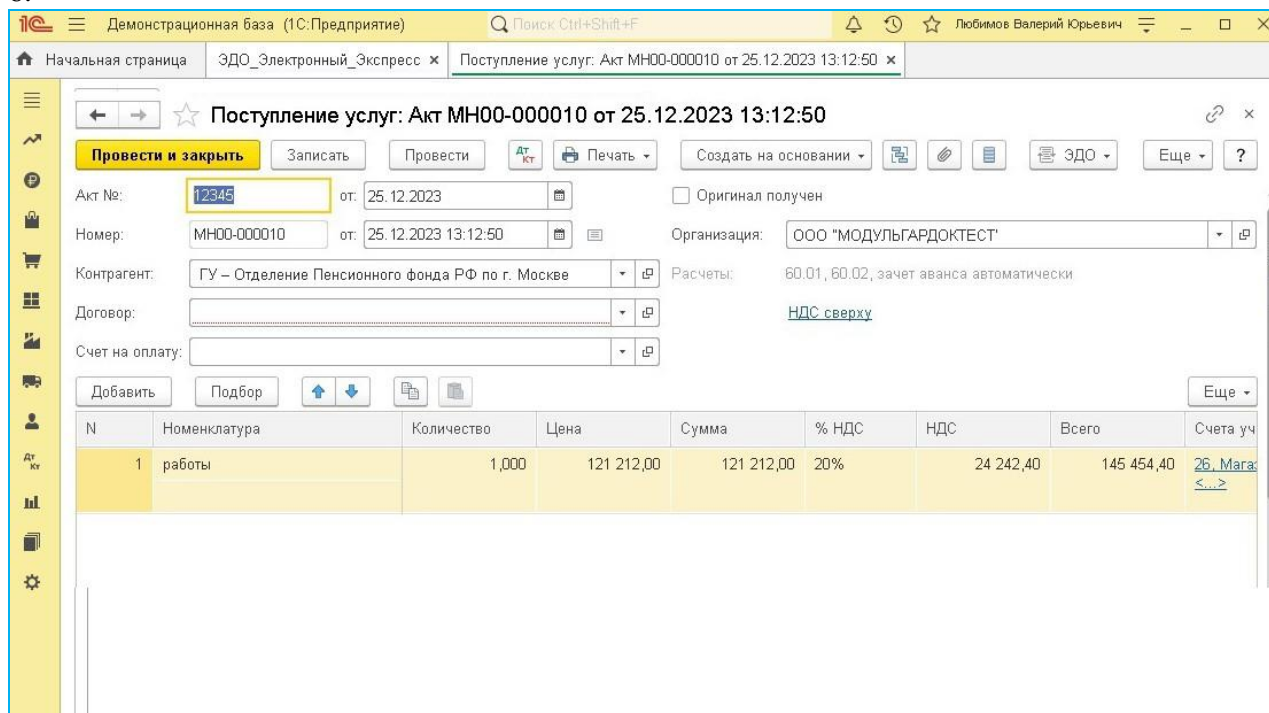 1С Демонстрационная база (1С:Предприятие) Поиск Ctrl+Shift+F Любимов Валерий Юрьевич
Начальная страница ЭДО_Электронный_Экспресс × Поступление услуг: Акт МН00-000010 от 25.12.2023 13:12:50 ×
Поступление услуг: Акт МН00-000010 от 25.12.2023 13:12:50
Провести и закрыть Записать Провести Дт Кт Печать Создать на основании ЭДО Еще ?
Акт №: 12345 от: 25.12.2023 Оригинал получен
Номер: МН00-000010 от: 25.12.2023 13:12:50 Организация: ООО "МОДУЛЬГАРДОКТЕСТ"
Контрагент: ГУ – Отделение Пенсионного фонда РФ по г. Москве Расчеты: 60.01, 60.02, зачет аванса автоматически
Договор: НДС сверху
Счет на оплату:
Добавить Подбор Еще
N Номенклатура Количество Цена Сумма % НДС НДС Всего Счета уч
1 работы 1,000 121 212,00 121 212,00 20% 24 242,40 145 454,40 26, Мага
<...>